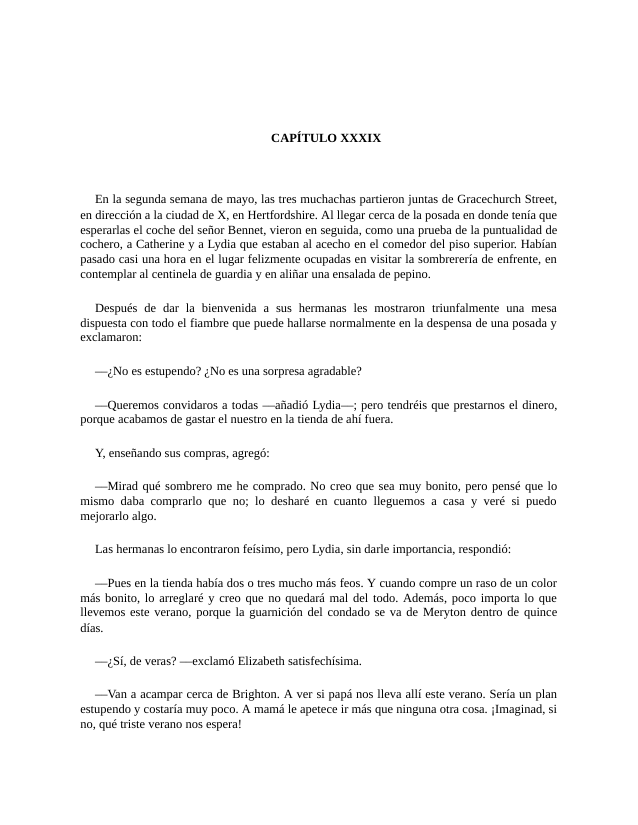 CAPÍTULO XXXIX
En la segunda semana de mayo, las tres muchachas partieron juntas de Gracechurch Street,
en dirección a la ciudad de X, en Hertfordshire. Al llegar cerca de la posada en donde tenía que
esperarlas el coche del señor Bennet, vieron en seguida, como una prueba de la puntualidad de
cochero, a Catherine y a Lydia que estaban al acecho en el comedor del piso superior. Habían
pasado casi una hora en el lugar felizmente ocupadas en visitar la sombrerería de enfrente, en
contemplar al centinela de guardia y en aliñar una ensalada de pepino.
Después de dar la bienvenida a sus hermanas les mostraron triunfalmente una mesa
dispuesta con todo el fiambre que puede hallarse normalmente en la despensa de una posada y
exclamaron:
—¿No es estupendo? ¿No es una sorpresa agradable?
—Queremos convidaros a todas —añadió Lydia—; pero tendréis que prestarnos el dinero,
porque acabamos de gastar el nuestro en la tienda de ahí fuera.
Y, enseñando sus compras, agregó:
—Mirad qué sombrero me he comprado. No creo que sea muy bonito, pero pensé que lo
mismo daba comprarlo que no; lo desharé en cuanto lleguemos a casa y veré si puedo
mejorarlo algo.
Las hermanas lo encontraron feísimo, pero Lydia, sin darle importancia, respondió:
—Pues en la tienda había dos o tres mucho más feos. Y cuando compre un raso de un color
más bonito, lo arreglaré y creo que no quedará mal del todo. Además, poco importa lo que
llevemos este verano, porque la guarnición del condado se va de Meryton dentro de quince
días.
—¿Sí, de veras? —exclamó Elizabeth satisfechísima.
—Van a acampar cerca de Brighton. A ver si papá nos lleva allí este verano. Sería un plan
estupendo y costaría muy poco. A mamá le apetece ir más que ninguna otra cosa. ¡Imaginad, si
no, qué triste verano nos espera!